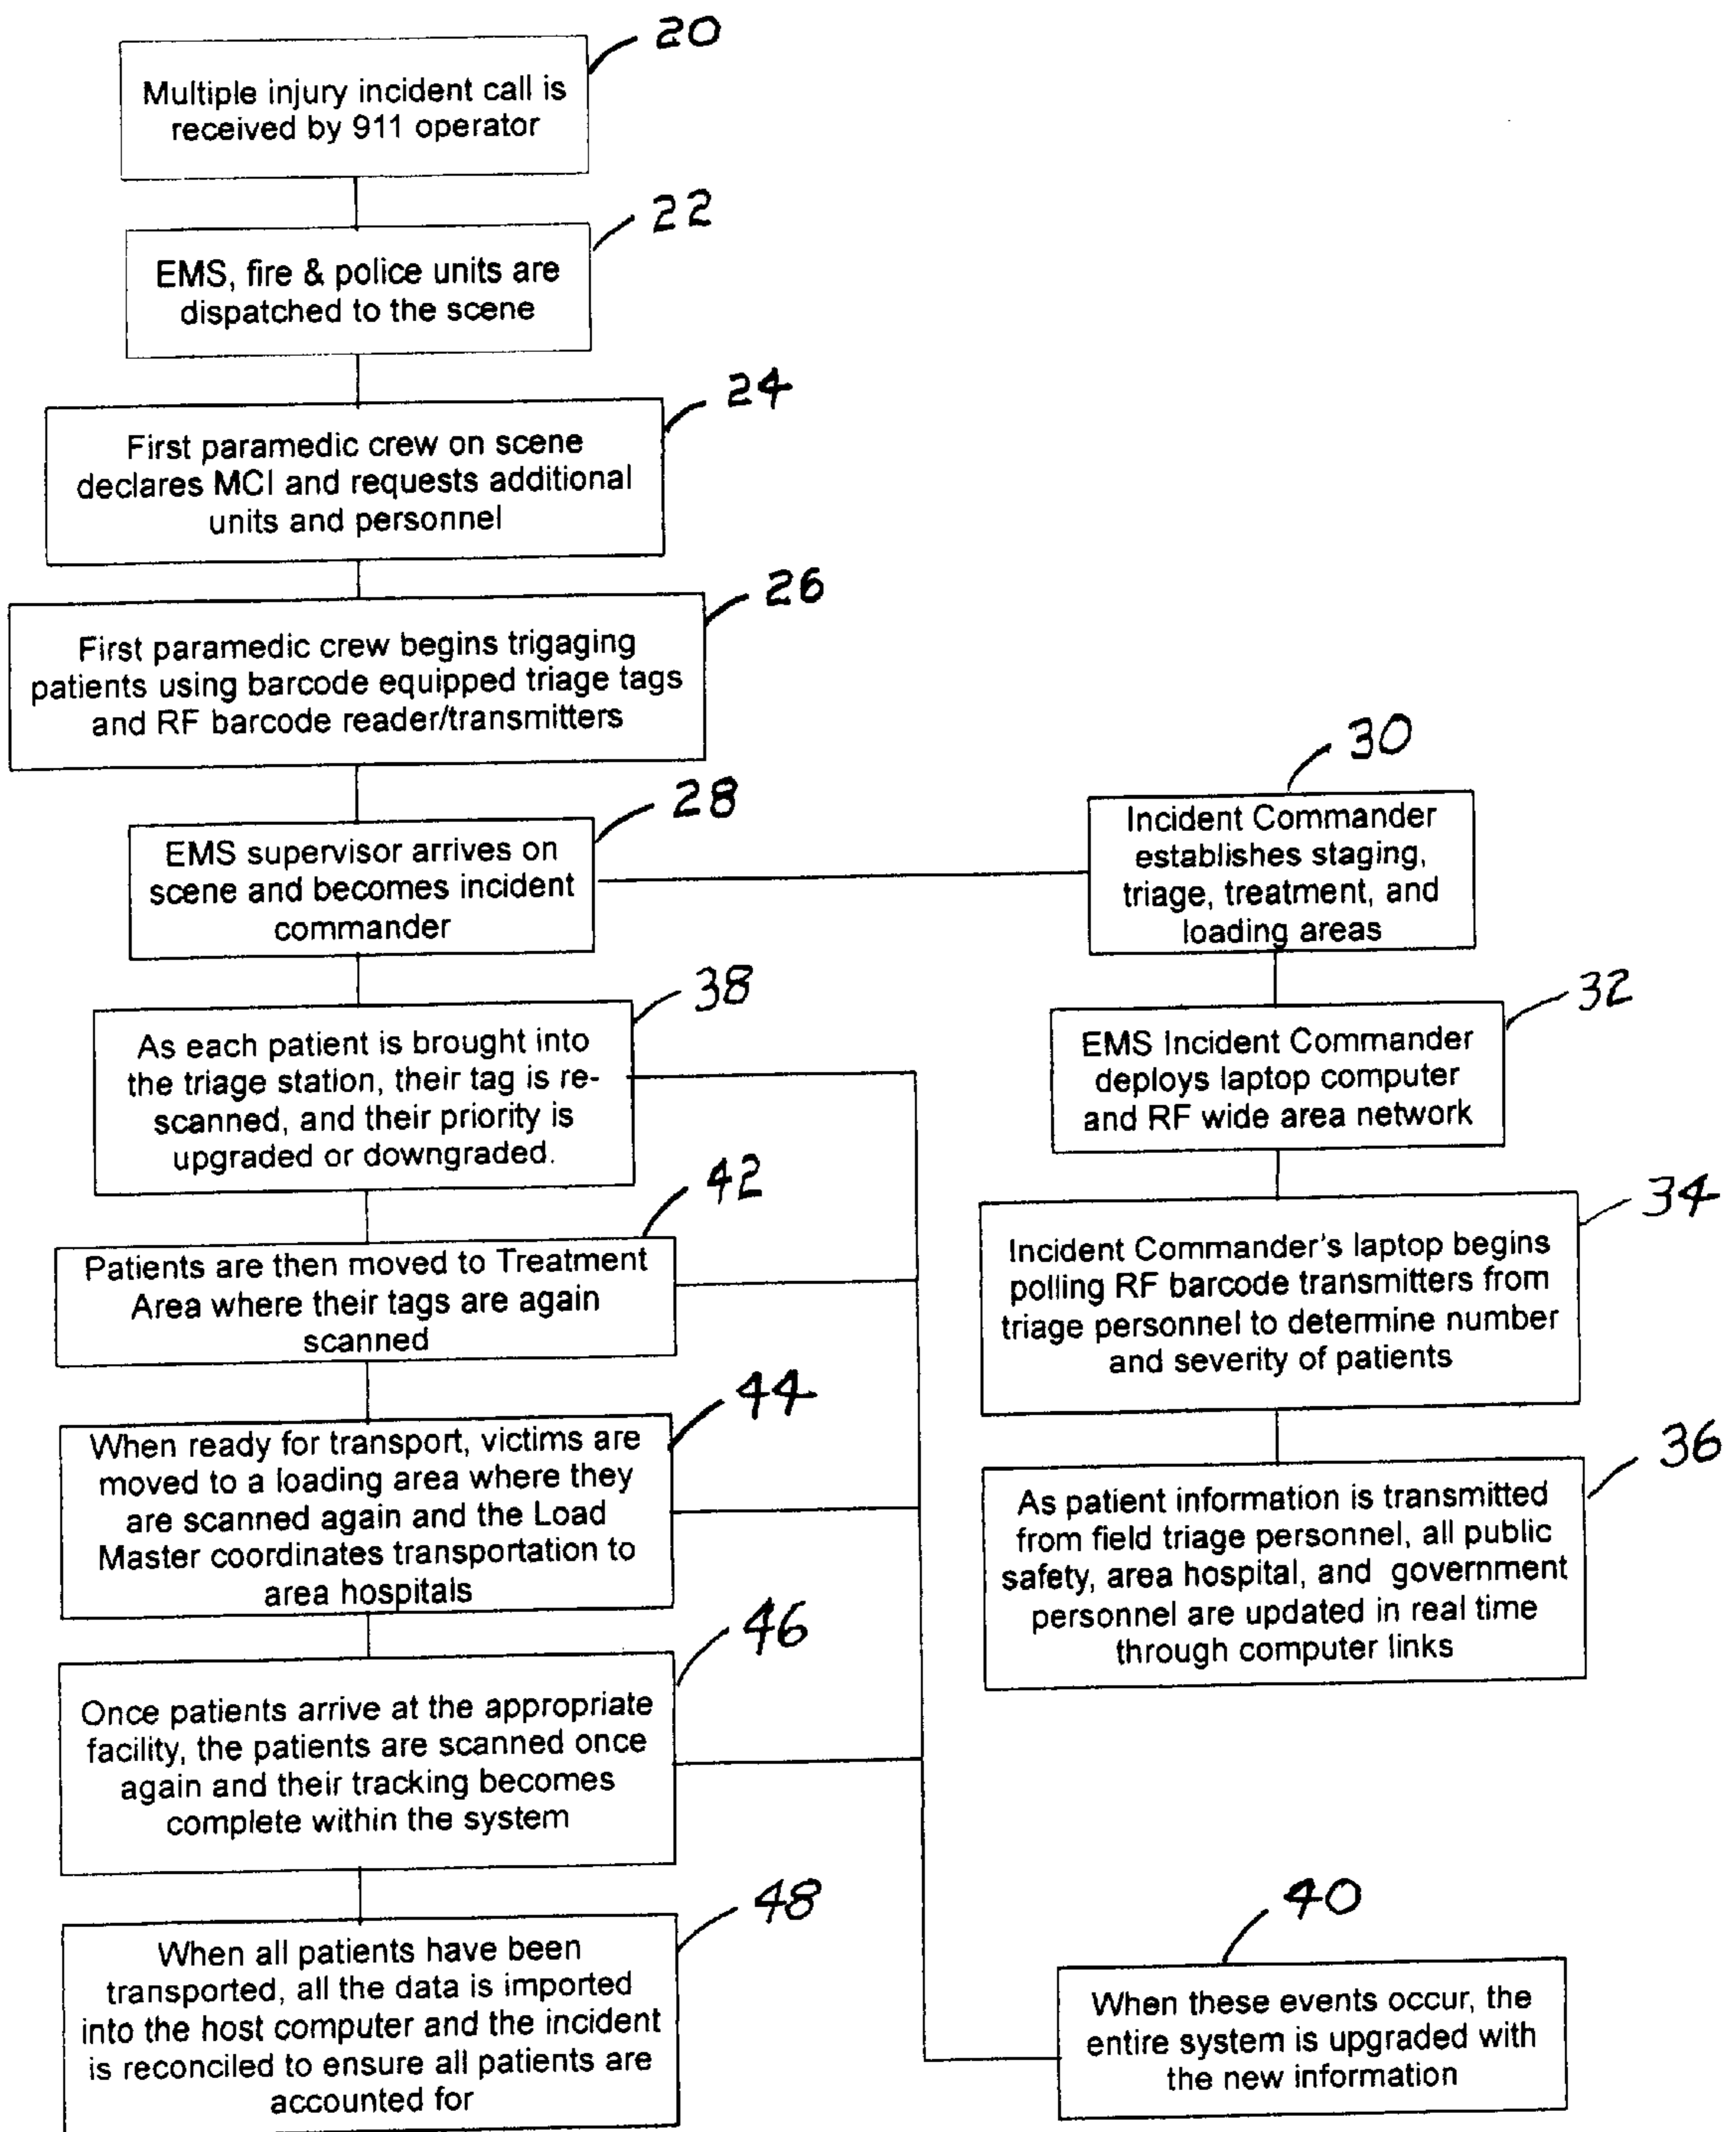 20
Multiple injury incident call is
received by 911 operator
22
EMS, fire & police units are
dispatched to the scene
24
First paramedic crew on scene
declares MCI and requests additional
units and personnel
26
First paramedic crew begins trigaging
patients using barcode equipped triage tags
and RF barcode reader/transmitters
28
EMS supervisor arrives on
scene and becomes incident
commander
30
Incident Commander
establishes staging,
triage, treatment, and
loading areas
32
EMS Incident Commander
deploys laptop computer
and RF wide area network
34
Incident Commander's laptop begins
polling RF barcode transmitters from
triage personnel to determine number
and severity of patients
36
As patient information is transmitted
from field triage personnel, all public
safety, area hospital, and government
personnel are updated in real time
through computer links
38
As each patient is brought into
the triage station, their tag is re-
scanned, and their priority is
upgraded or downgraded.
42
Patients are then moved to Treatment
Area where their tags are again
scanned
44
When ready for transport, victims are
moved to a loading area where they
are scanned again and the Load
Master coordinates transportation to
area hospitals
46
Once patients arrive at the appropriate
facility, the patients are scanned once
again and their tracking becomes
complete within the system
48
When all patients have been
transported, all the data is imported
into the host computer and the incident
is reconciled to ensure all patients are
accounted for
40
When these events occur, the
entire system is upgraded with
the new information